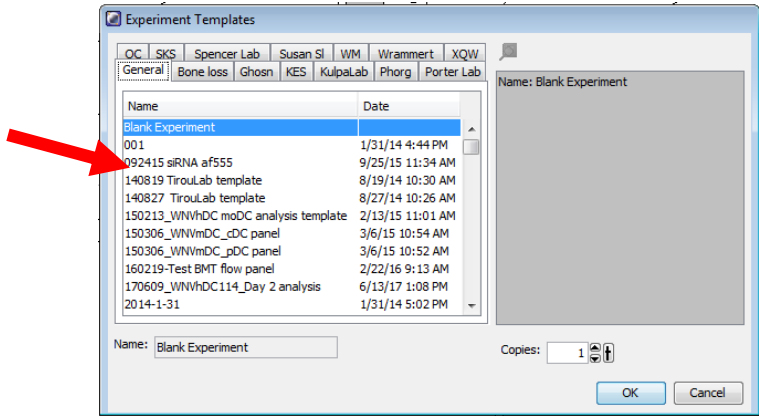 Experiment Templates
OC SKS Spencer Lab Susan Sl WM Wrammert XQW
General Bone loss Ghosn KES KulpaLab Phorg Porter Lab
Name Date
Blank Experiment
001 1/31/14 4:44 PM
092415 siRNA af555 9/25/15 11:34 AM
140819 TirouLab template 8/19/14 10:30 AM
140827 TirouLab template 8/27/14 10:26 AM
150213_WNVhDC moDC analysis template 2/13/15 11:01 AM
150306_WNVmDC_cDC panel 3/6/15 10:54 AM
150306_WNVmDC_pDC panel 3/6/15 10:52 AM
160219-Test BMT flow panel 2/22/16 9:13 AM
170609_WNVhDC114_Day 2 analysis 6/13/17 1:08 PM
2014-1-31 1/31/14 5:02 PM
Name: Blank Experiment
Name: Blank Experiment
Copies: 1
OK Cancel